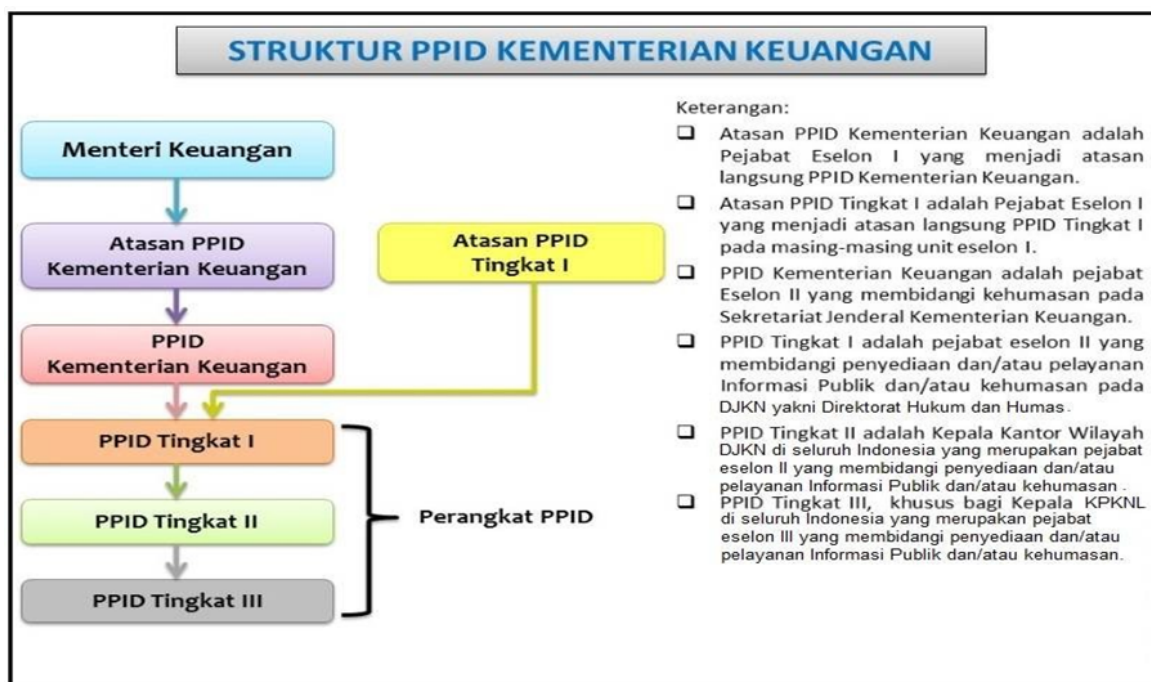 STRUKTUR PPID KEMENTERIAN KEUANGAN
Menteri Keuangan
Atasan PPID
Kementerian Keuangan
Atasan PPID
Tingkat I
PPID
Kementerian Keuangan
PPID Tingkat I
PPID Tingkat II
PPID Tingkat III
Perangkat PPID
Keterangan:
❑ Atasan PPID Kementerian Keuangan adalah
Pejabat Eselon I yang menjadi atasan
langsung PPID Kementerian Keuangan.
❑ Atasan PPID Tingkat I adalah Pejabat Eselon I
yang menjadi atasan langsung PPID Tingkat I
pada masing-masing unit eselon I.
❑ PPID Kementerian Keuangan adalah pejabat
Eselon II yang membidangi kehumasan pada
Sekretariat Jenderal Kementerian Keuangan.
❑ PPID Tingkat I adalah pejabat eselon II yang
membidangi penyediaan dan/atau pelayanan
Informasi Publik dan/atau kehumasan pada
DJKN yakni Direktorat Hukum dan Humas.
❑ PPID Tingkat II adalah Kepala Kantor Wilayah
DJKN di seluruh Indonesia yang merupakan pejabat
eselon II yang membidangi penyediaan dan/atau
pelayanan Informasi Publik dan/atau kehumasan .
❑ PPID Tingkat III, khusus bagi Kepala KPKNL
di seluruh Indonesia yang merupakan pejabat
eselon III yang membidangi penyediaan dan/atau
pelayanan Informasi Publik dan/atau kehumasan.